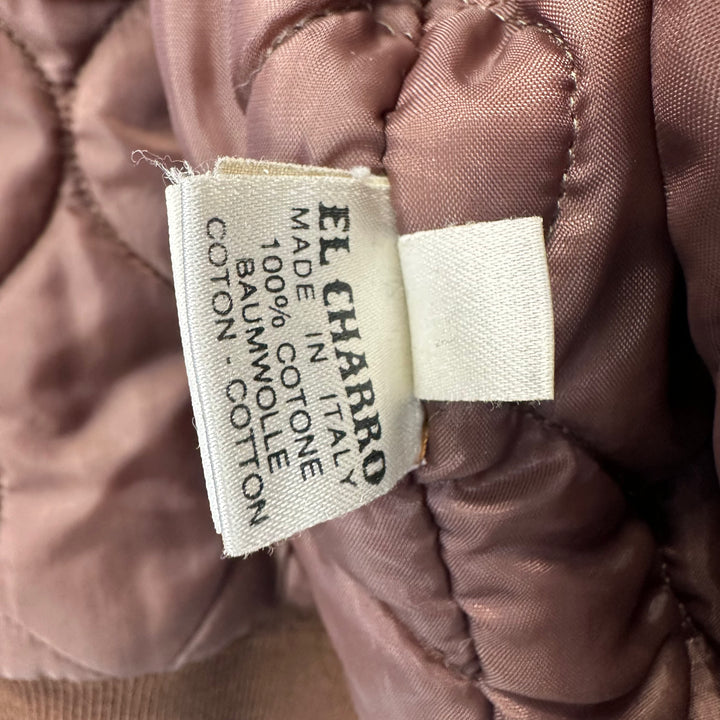 EL CHARRO
MADE IN ITALY
100% COTONE
BAUMWOLLE
COTON - COTTON